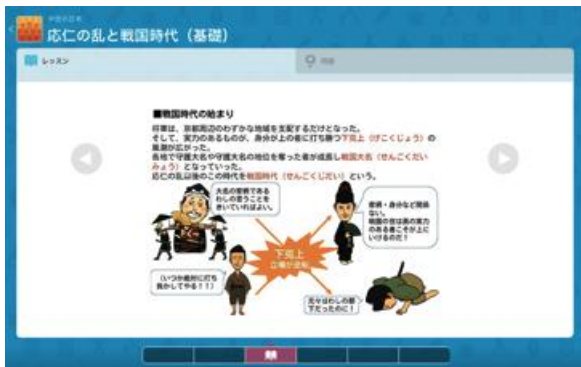 中世の日本
応仁の乱と戦国時代（基礎）
レッスン
問題
■戦国時代の始まり
将軍は、京都周辺のわずかな地域を支配するだけとなった。
そして、実力のあるものが、身分が上の者に打ち勝つ下克上（げこくじょう）の
風潮が広がった。
各地で守護大名や守護大名の地位を奪った者が成長し戦国大名（せんごくだい
みょう）となっていった。
応仁の乱以後のこの時代を戦国時代（せんごくじだい）という。
大名の家柄である
わしの言うことを
きいていればよい。
家柄・身分など関係
ない。
戦国の世は真の実力
のある者こそが上に
いけるのだ！
下克上
立場が逆転
（いつか絶対に打ち
負かしてやる！！）
元々はわしの部
下だったのに！